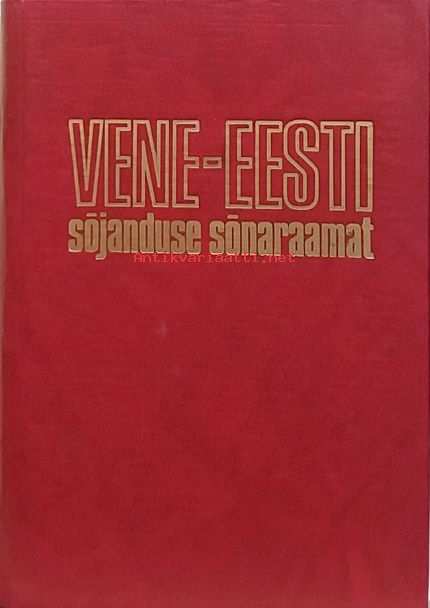 VENE-EESTI
sõjanduse sõnaraamat
Antikvariaatti.net